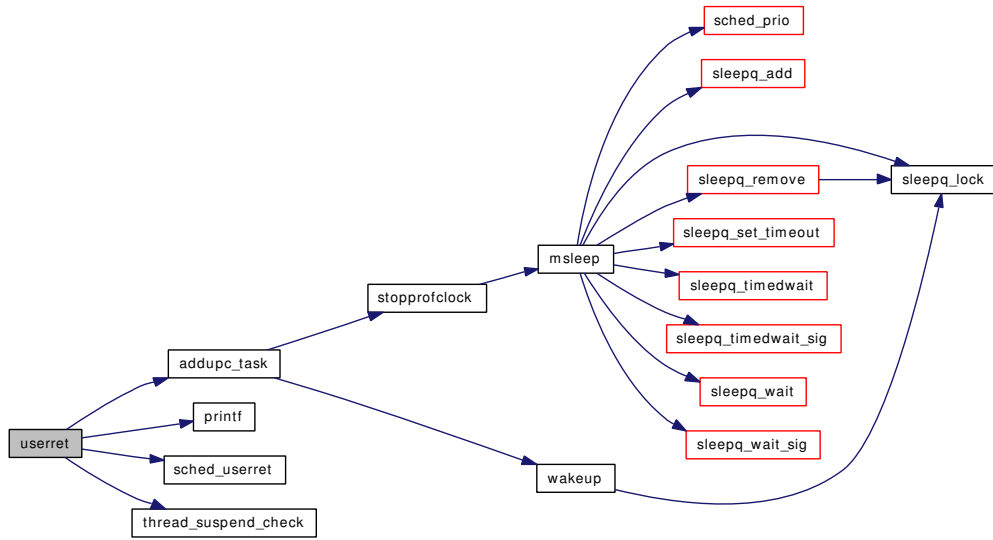 sched_prio
sleepq_add
sleepq_remove
sleepq_lock
sleepq_set_timeout
msleep
sleepq_timedwait
stopprofclock
sleepq_timedwait_sig
addupc_task
sleepq_wait
printf
userret
sleepq_wait_sig
sched_userret
wakeup
thread_suspend_check